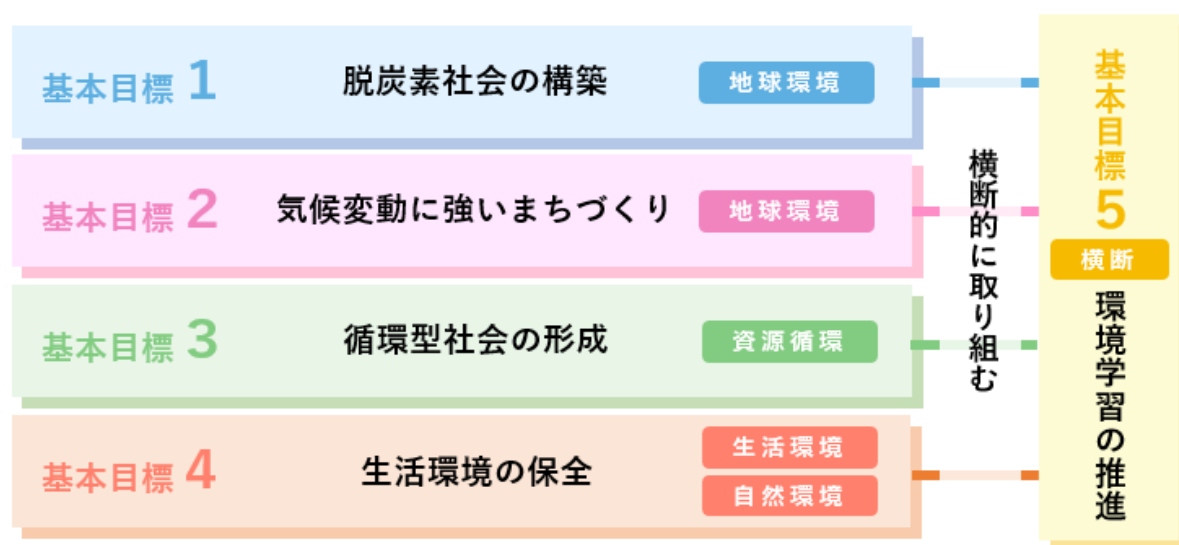 基本目標 1
脱炭素社会の構築
地球環境
基本目標 2
気候変動に強いまちづくり
地球環境
基本目標 3
循環型社会の形成
資源循環
基本目標 4
生活環境の保全
生活環境
自然環境
横断的に取り組む
基本目標5
横断
環境学習の推進